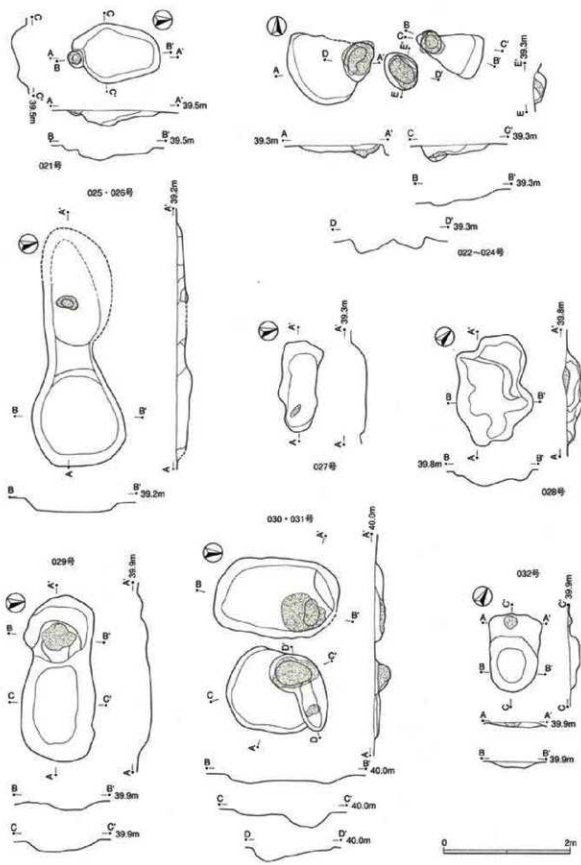 C
C'
A
B
B'
A'
39.5m
A
A'
39.5m
B
B'
39.5m
021号
B
C
E'
D
A
A'
C'
B'
D'
E
39.3m
E'
E
39.3m
A
A'
C
C'
39.3m
B
B'
39.3m
D
D'
39.3m
022〜024号
025・026号
A'
39.2m
A'
B
B'
A
A
B
B'
39.2m
A'
39.3m
A'
A
A
027号
A'
39.8m
A'
B
B'
A
A
39.8m
B
B'
028号
029号
A'
39.9m
A'
B
B'
C
C'
A
A
B
B'
39.9m
C
C'
39.9m
030・031号
A'
40.0m
A'
B
B'
D'
C'
C
D
A
A
B
B'
40.0m
C
C'
40.0m
D
D'
40.0m
032号
39.9m
C'
C'
A
A'
B
B'
C
C
A
A'
39.9m
B
B'
39.9m
0
2m